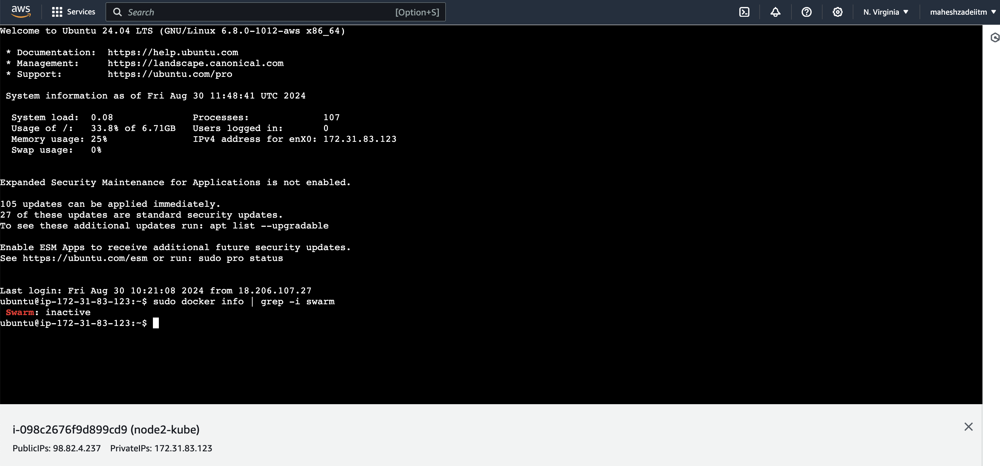 aws Services Search [Option+S] N. Virginia maheshzadeiitm
Welcome to Ubuntu 24.04 LTS (GNU/Linux 6.8.0-1012-aws x86_64)
* Documentation: https://help.ubuntu.com
* Management: https://landscape.canonical.com
* Support: https://ubuntu.com/pro
System information as of Fri Aug 30 11:48:41 UTC 2024
System load: 0.08 Processes: 107
Usage of /: 33.8% of 6.71GB Users logged in: 0
Memory usage: 25% IPv4 address for enX0: 172.31.83.123
Swap usage: 0%
Expanded Security Maintenance for Applications is not enabled.
105 updates can be applied immediately.
27 of these updates are standard security updates.
To see these additional updates run: apt list --upgradable
Enable ESM Apps to receive additional future security updates.
See https://ubuntu.com/esm or run: sudo pro status
Last login: Fri Aug 30 10:21:08 2024 from 18.206.107.27
ubuntu@ip-172-31-83-123:~$ sudo docker info | grep -i swarm
Swarm: inactive
ubuntu@ip-172-31-83-123:~$
i-098c2676f9d899cd9 (node2-kube)
PublicIPs: 98.82.4.237 PrivateIPs: 172.31.83.123